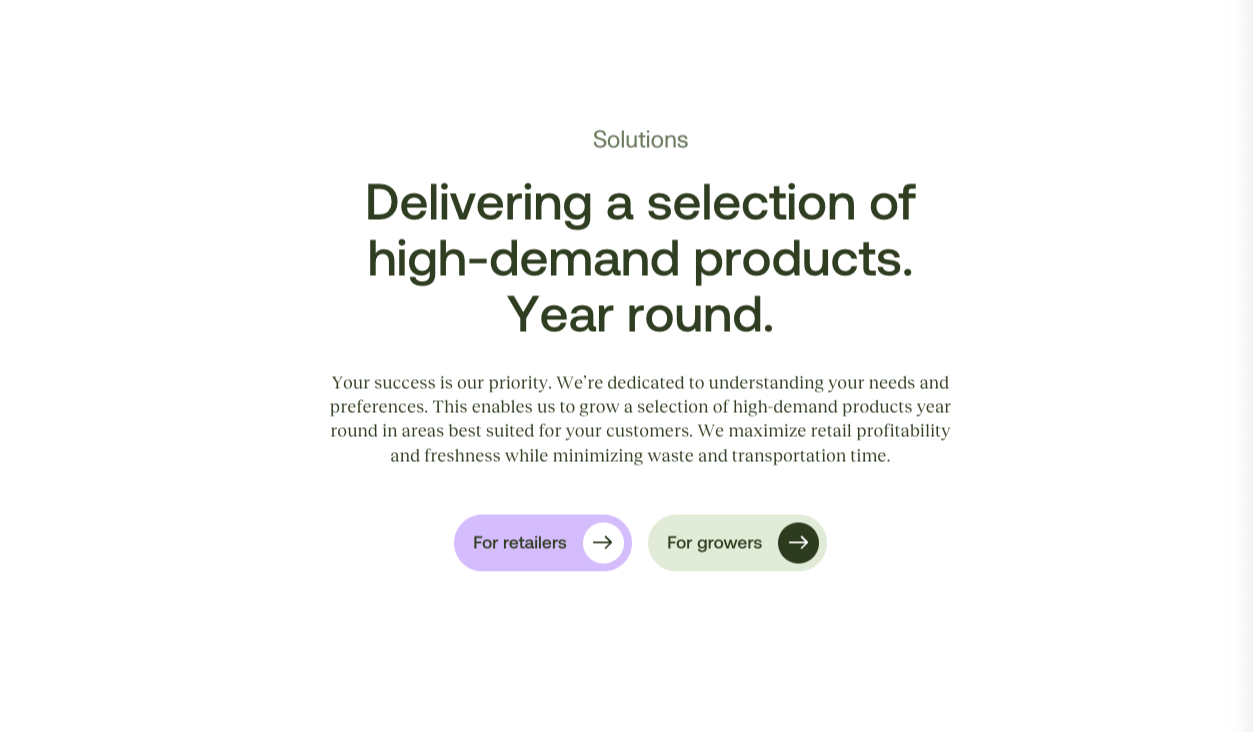 Solutions
Delivering a selection of
high-demand products.
Year round.
Your success is our priority. We’re dedicated to understanding your needs and
preferences. This enables us to grow a selection of high-demand products year
round in areas best suited for your customers. We maximize retail profitability
and freshness while minimizing waste and transportation time.
For retailers
For growers